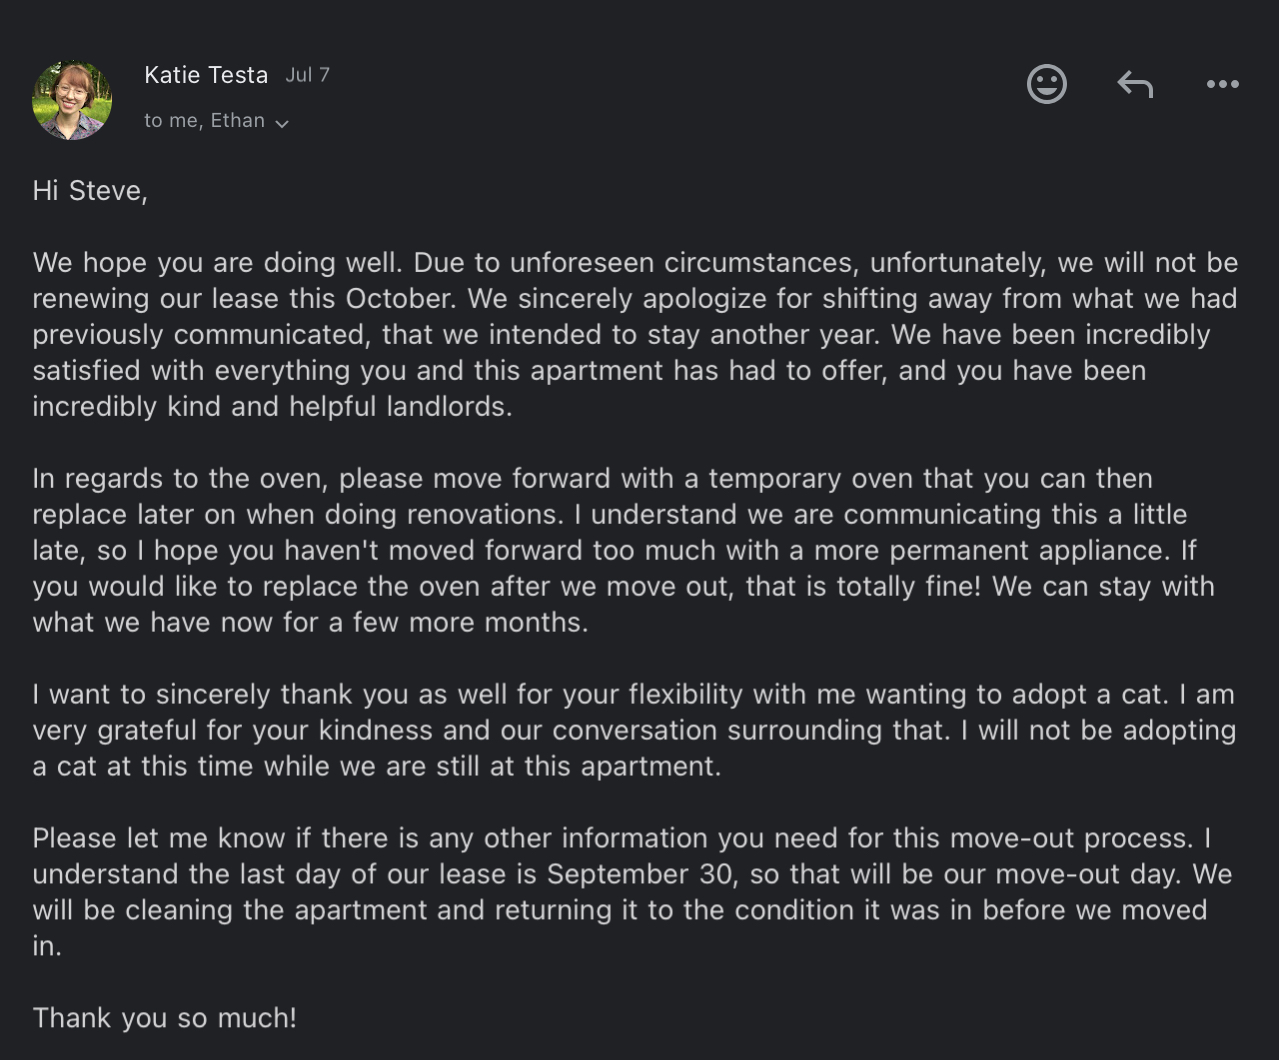 Katie Testa Jul 7
to me, Ethan
Hi Steve,
We hope you are doing well. Due to unforeseen circumstances, unfortunately, we will not be
renewing our lease this October. We sincerely apologize for shifting away from what we had
previously communicated, that we intended to stay another year. We have been incredibly
satisfied with everything you and this apartment has had to offer, and you have been
incredibly kind and helpful landlords.
In regards to the oven, please move forward with a temporary oven that you can then
replace later on when doing renovations. I understand we are communicating this a little
late, so I hope you haven't moved forward too much with a more permanent appliance. If
you would like to replace the oven after we move out, that is totally fine! We can stay with
what we have now for a few more months.
I want to sincerely thank you as well for your flexibility with me wanting to adopt a cat. I am
very grateful for your kindness and our conversation surrounding that. I will not be adopting
a cat at this time while we are still at this apartment.
Please let me know if there is any other information you need for this move-out process. I
understand the last day of our lease is September 30, so that will be our move-out day. We
will be cleaning the apartment and returning it to the condition it was in before we moved
in.
Thank you so much!